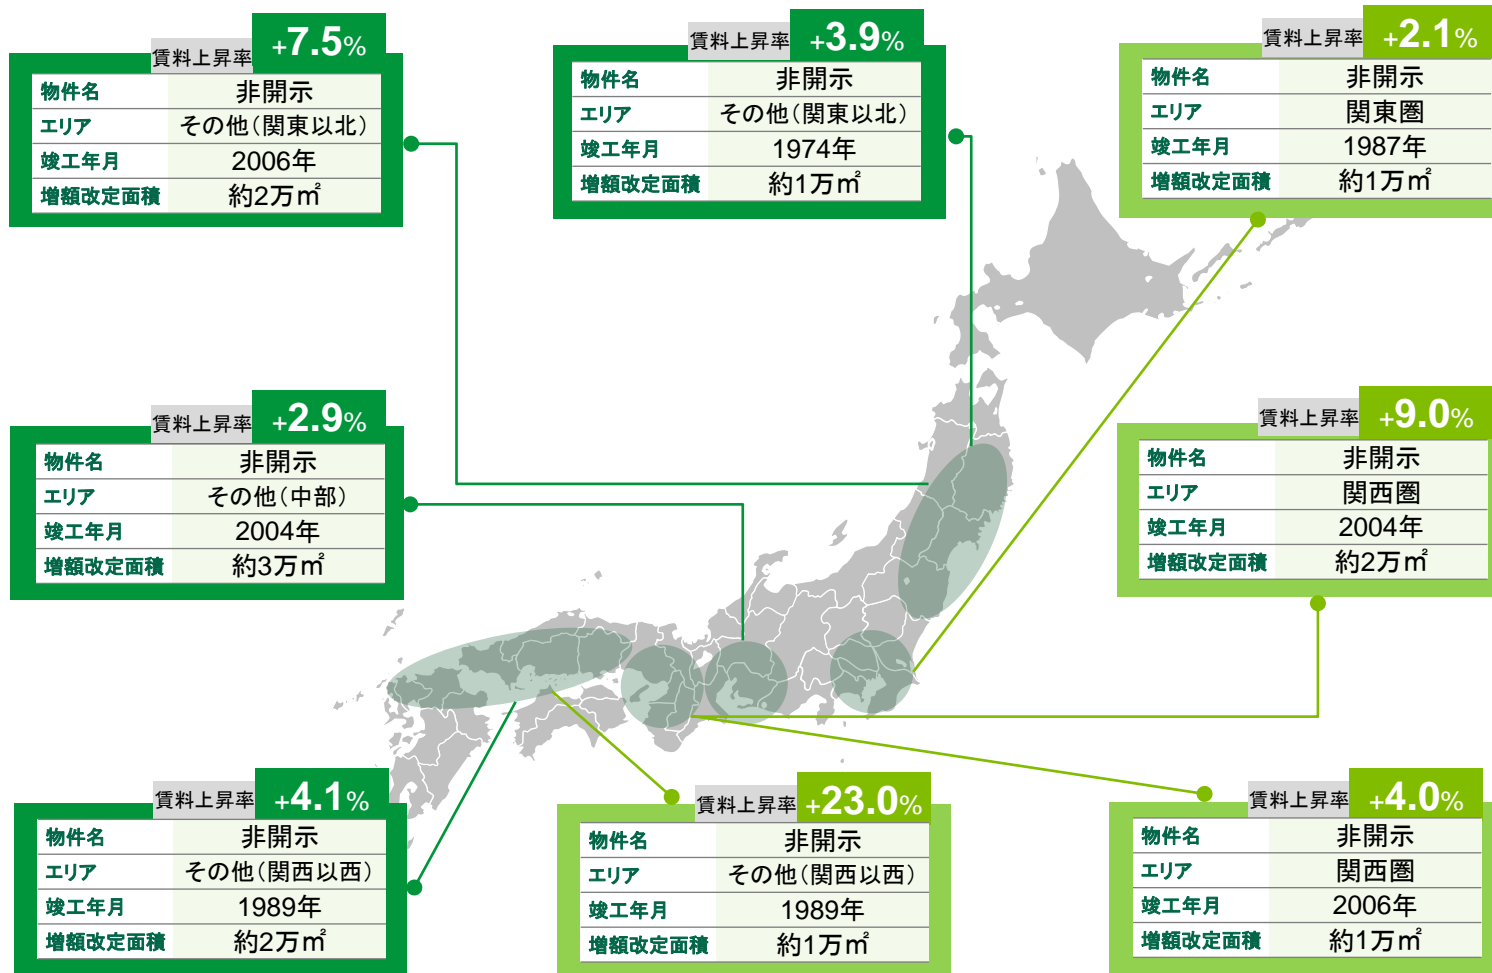 賃料上昇率 +7.5%
物件名 非開示
エリア その他(関東以北)
竣工年月 2006年
増額改定面積 約2万㎡
賃料上昇率 +3.9%
物件名 非開示
エリア その他(関東以北)
竣工年月 1974年
増額改定面積 約1万㎡
賃料上昇率 +2.1%
物件名 非開示
エリア 関東圏
竣工年月 1987年
増額改定面積 約1万㎡
賃料上昇率 +2.9%
物件名 非開示
エリア その他(中部)
竣工年月 2004年
増額改定面積 約3万㎡
賃料上昇率 +9.0%
物件名 非開示
エリア 関西圏
竣工年月 2004年
増額改定面積 約2万㎡
賃料上昇率 +4.1%
物件名 非開示
エリア その他(関西以西)
竣工年月 1989年
増額改定面積 約2万㎡
賃料上昇率 +23.0%
物件名 非開示
エリア その他(関西以西)
竣工年月 1989年
増額改定面積 約1万㎡
賃料上昇率 +4.0%
物件名 非開示
エリア 関西圏
竣工年月 2006年
増額改定面積 約1万㎡